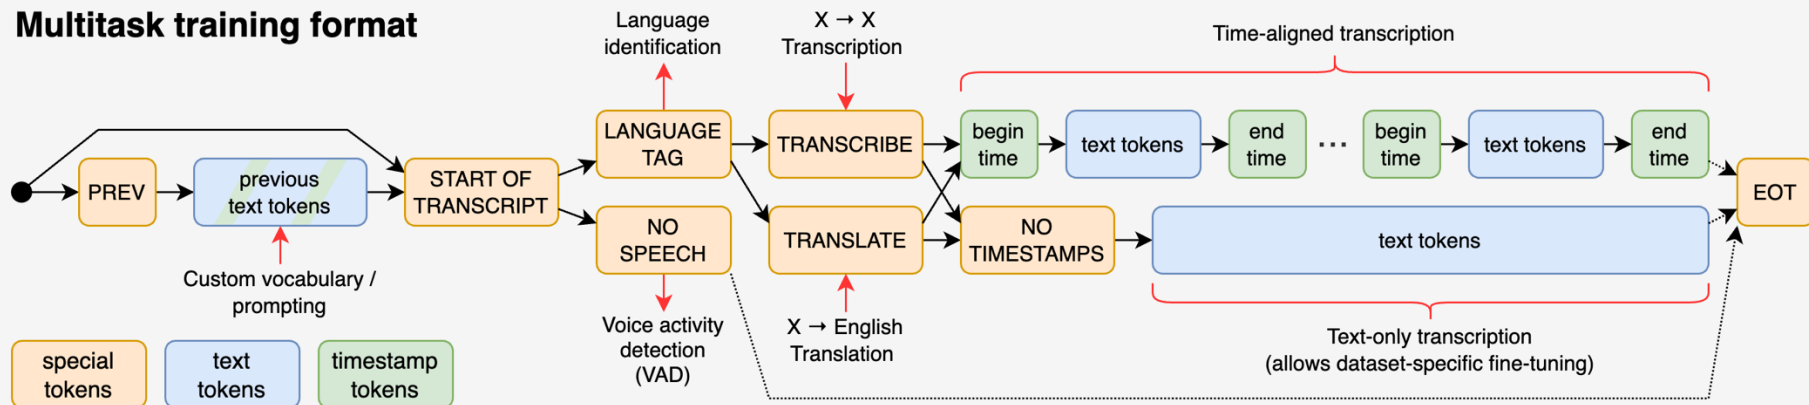 Multitask training format
Language
identification
X → X
Transcription
Time-aligned transcription
PREV
previous
text tokens
START OF
TRANSCRIPT
LANGUAGE
TAG
NO
SPEECH
TRANSCRIBE
TRANSLATE
begin
time
text tokens
end
time
...
begin
time
text tokens
end
time
NO
TIMESTAMPS
text tokens
EOT
Custom vocabulary /
prompting
Voice activity
detection
(VAD)
X → English
Translation
Text-only transcription
(allows dataset-specific fine-tuning)
special
tokens
text
tokens
timestamp
tokens